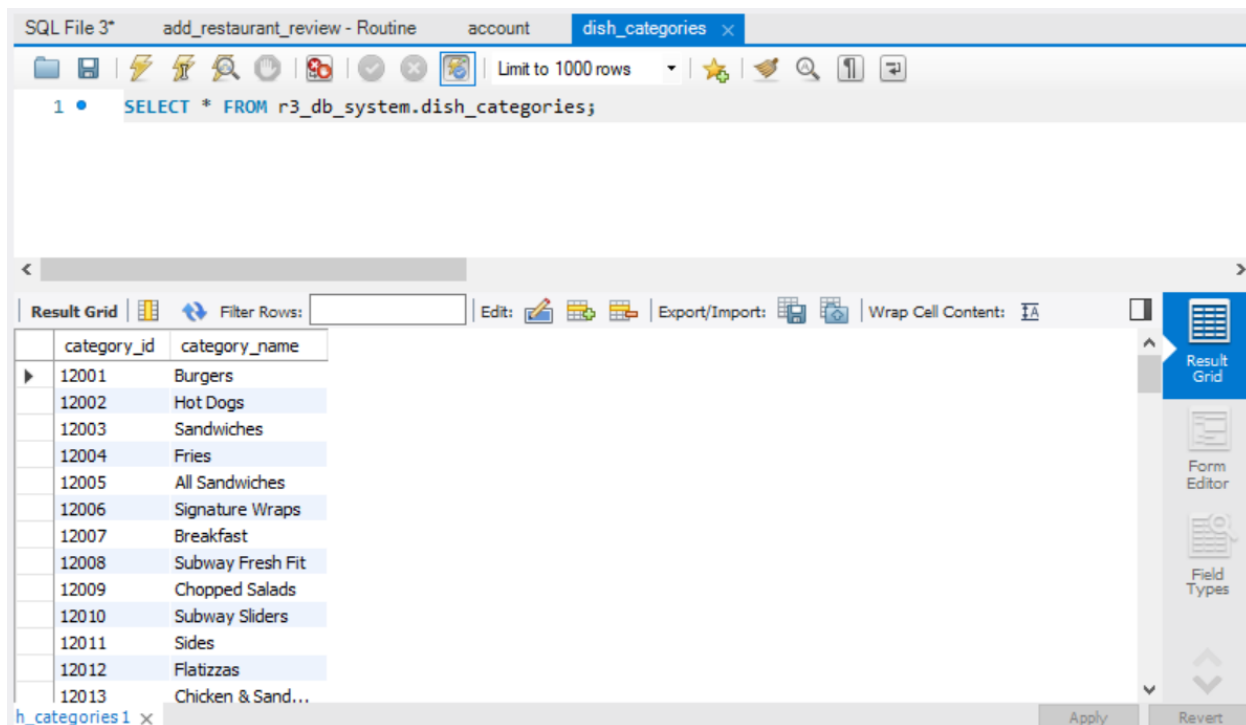 SQL File 3* add_restaurant_review - Routine account dish_categories
Limit to 1000 rows
1 SELECT * FROM r3_db_system.dish_categories;
Result Grid Filter Rows: Edit: Export/Import: Wrap Cell Content:
category_id category_name
12001 Burgers
12002 Hot Dogs
12003 Sandwiches
12004 Fries
12005 All Sandwiches
12006 Signature Wraps
12007 Breakfast
12008 Subway Fresh Fit
12009 Chopped Salads
12010 Subway Sliders
12011 Sides
12012 Flatizzas
12013 Chicken & Sand...
Result
Grid
Form
Editor
Field
Types
h_categories 1 Apply Revert